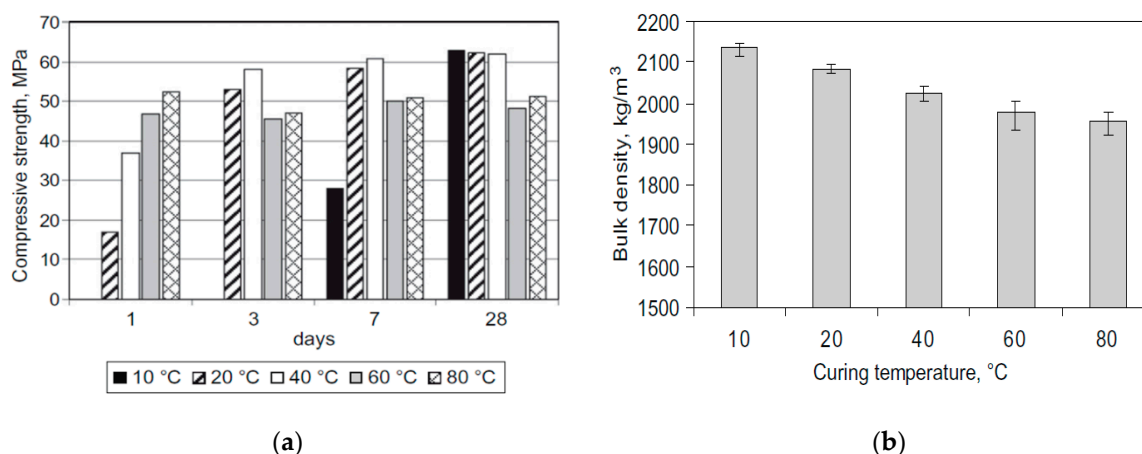 Compressive strength, MPa
70
60
50
40
30
20
10
0
1 3 7 28
days
10 °C 20 °C 40 °C 60 °C 80 °C
(a)
Bulk density, kg/m³
2200
2100
2000
1900
1800
1700
1600
1500
10 20 40 60 80
Curing temperature, °C
(b)